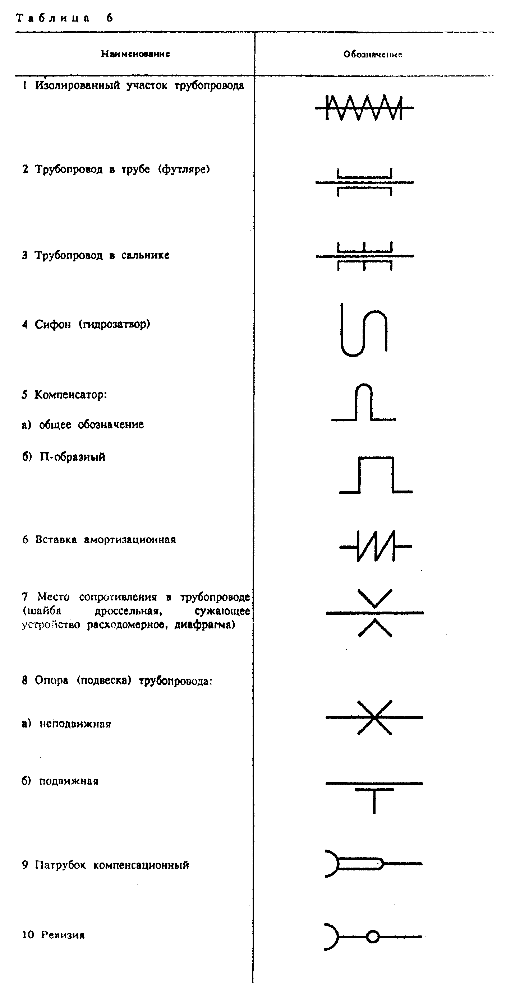 Таблица 6
Наименование
Обозначение
1 Изолированный участок трубопровода
2 Трубопровод в трубе (футляре)
3 Трубопровод в сальнике
4 Сифон (гидрозатвор)
5 Компенсатор:
а) общее обозначение
б) П-образный
6 Вставка амортизационная
7 Место сопротивления в трубопроводе
(шайба дроссельная, сужающее
устройство расходомерное, диафрагма)
8 Опора (подвеска) трубопровода:
а) неподвижная
б) подвижная
9 Патрубок компенсационный
10 Ревизия